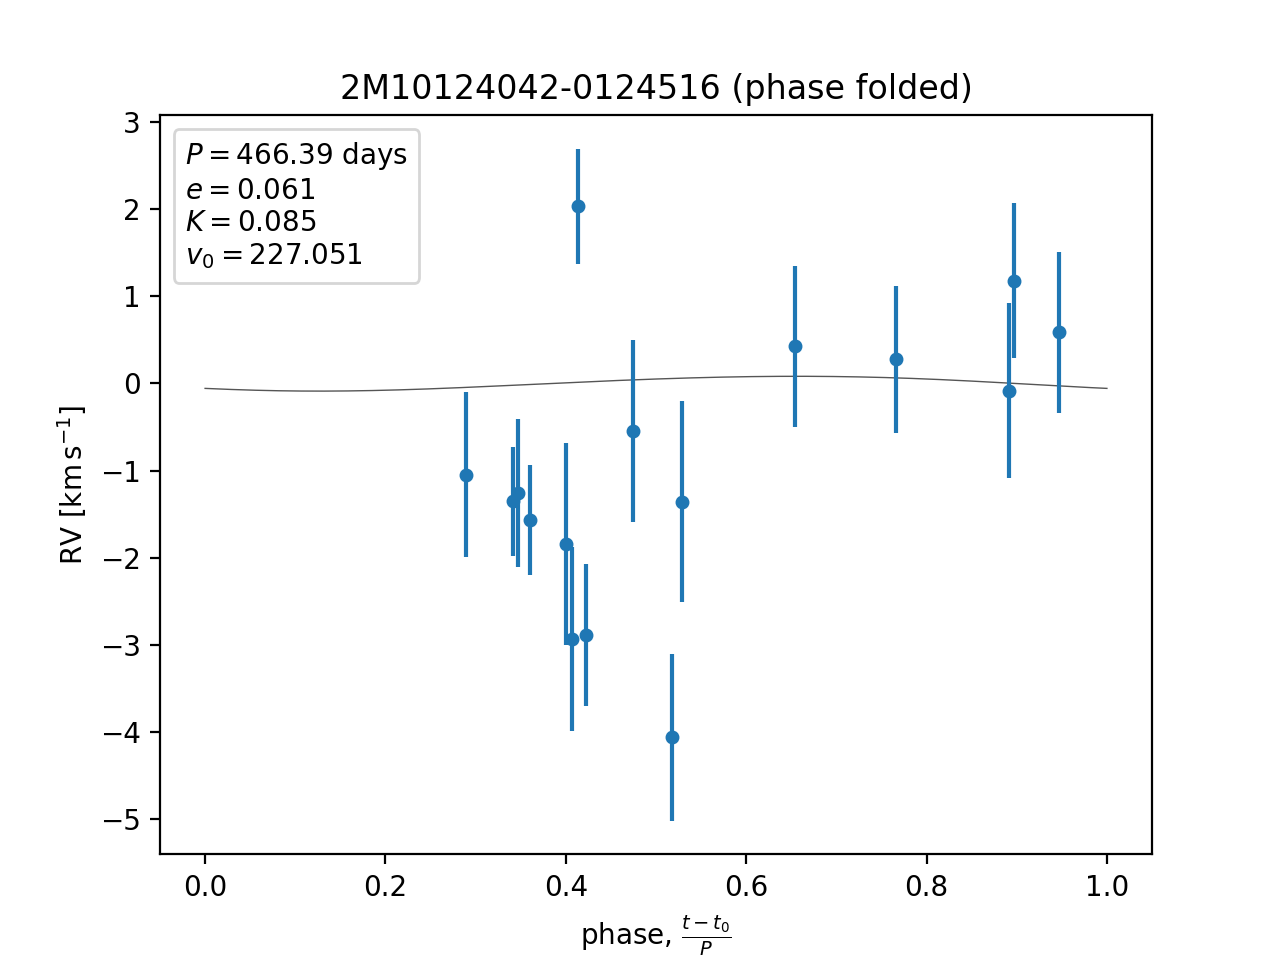 2M10124042-0124516 (phase folded)
P = 466.39 days
e = 0.061
K = 0.085
v₀ = 227.051
3
2
1
0
−1
−2
−3
−4
−5
RV [km s⁻¹]
0.0 0.2 0.4 0.6 0.8 1.0
phase, (t − t₀)/P